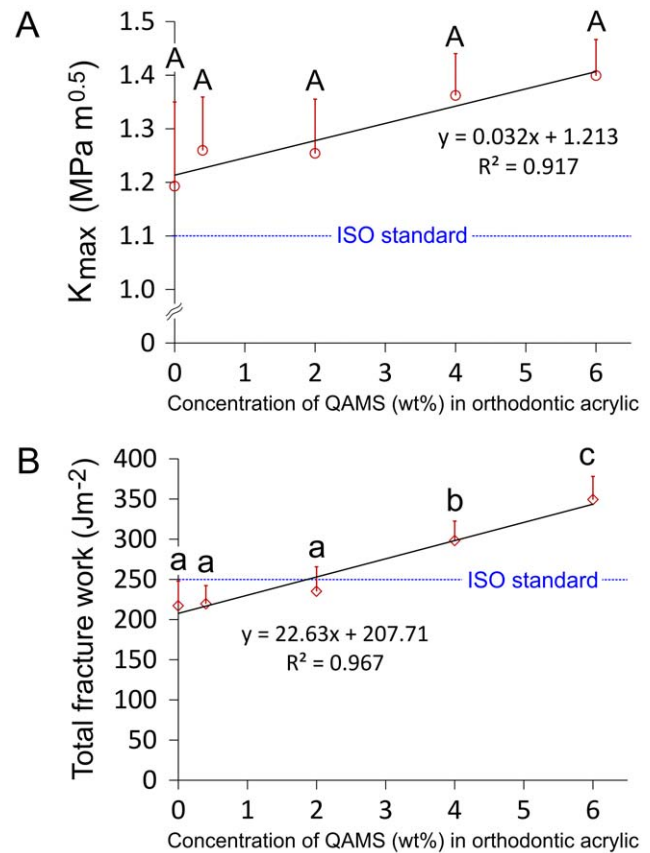 A
K_max (MPa m^0.5)
1.5
1.4
1.3
1.2
1.1
1.0
0
A
A
A
A
A
y = 0.032x + 1.213
R² = 0.917
ISO standard
0 1 2 3 4 5 6
Concentration of QAMS (wt%) in orthodontic acrylic
B
Total fracture work (Jm⁻²)
400
350
300
250
200
150
100
50
0
a
a
a
b
c
ISO standard
y = 22.63x + 207.71
R² = 0.967
0 1 2 3 4 5 6
Concentration of QAMS (wt%) in orthodontic acrylic